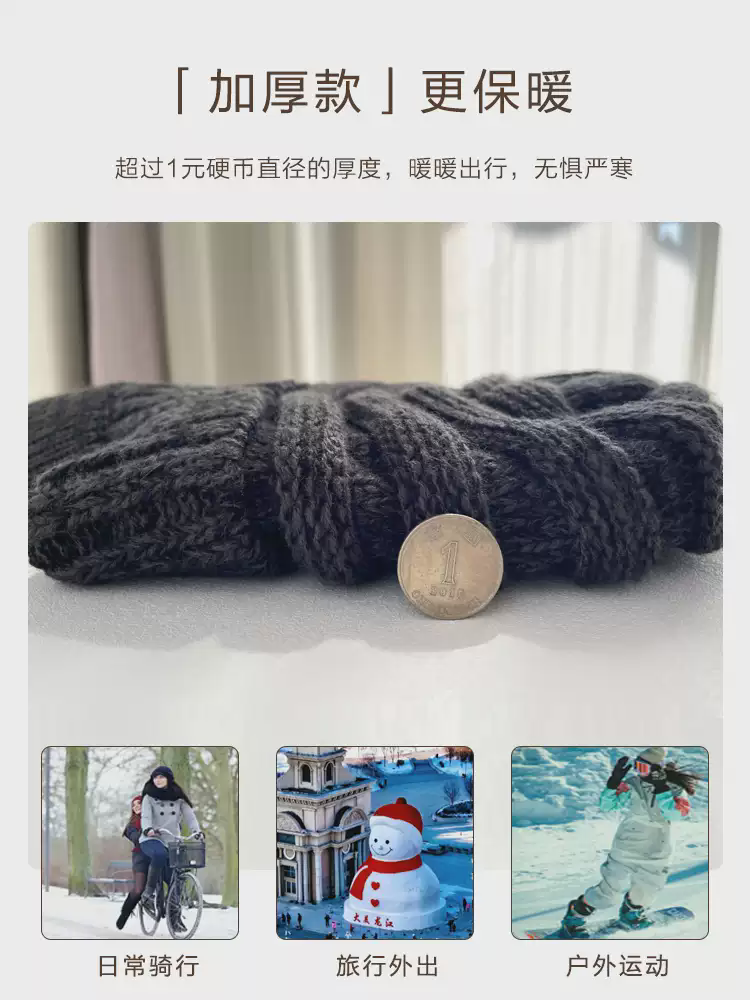 「加厚款」更保暖
超过1元硬币直径的厚度，暖暖出行，无惧严寒
1
大美龙江
日常骑行
旅行外出
户外运动